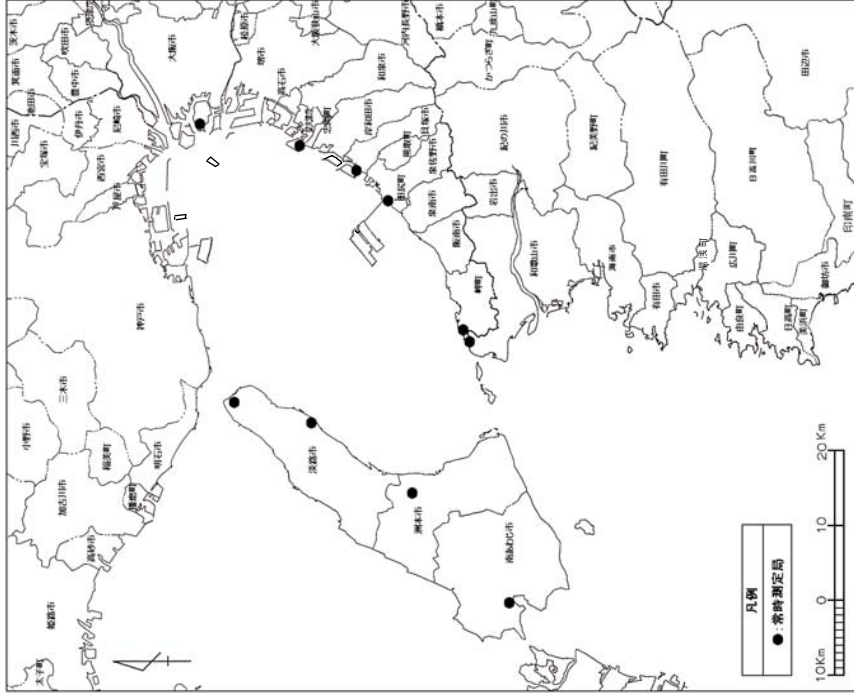 太子町
姫路市
高砂市
加古川市
播磨町
稲美町
明石市
小野市
三木市
神戸市
芦屋市
西宮市
宝塚市
川西市
伊丹市
池田市
箕面市
尼崎市
豊中市
吹田市
茨木市
大阪市
松原市
堺市
高石市
大阪狭山市
忠岡町
和泉市
河内長野市
岸和田市
貝塚市
熊取町
田尻町
泉佐野市
泉南市
阪南市
岬町
橋本市
九度山町
かつらぎ町
紀の川市
岩出市
和歌山市
紀美野町
海南市
有田川町
有田市
湯浅町
広川町
由良町
日高町
美浜町
日高川町
御坊市
印南町
田辺市
淡路市
洲本市
南あわじ市
凡例
●:常時測定局
10Km 0 10 20Km